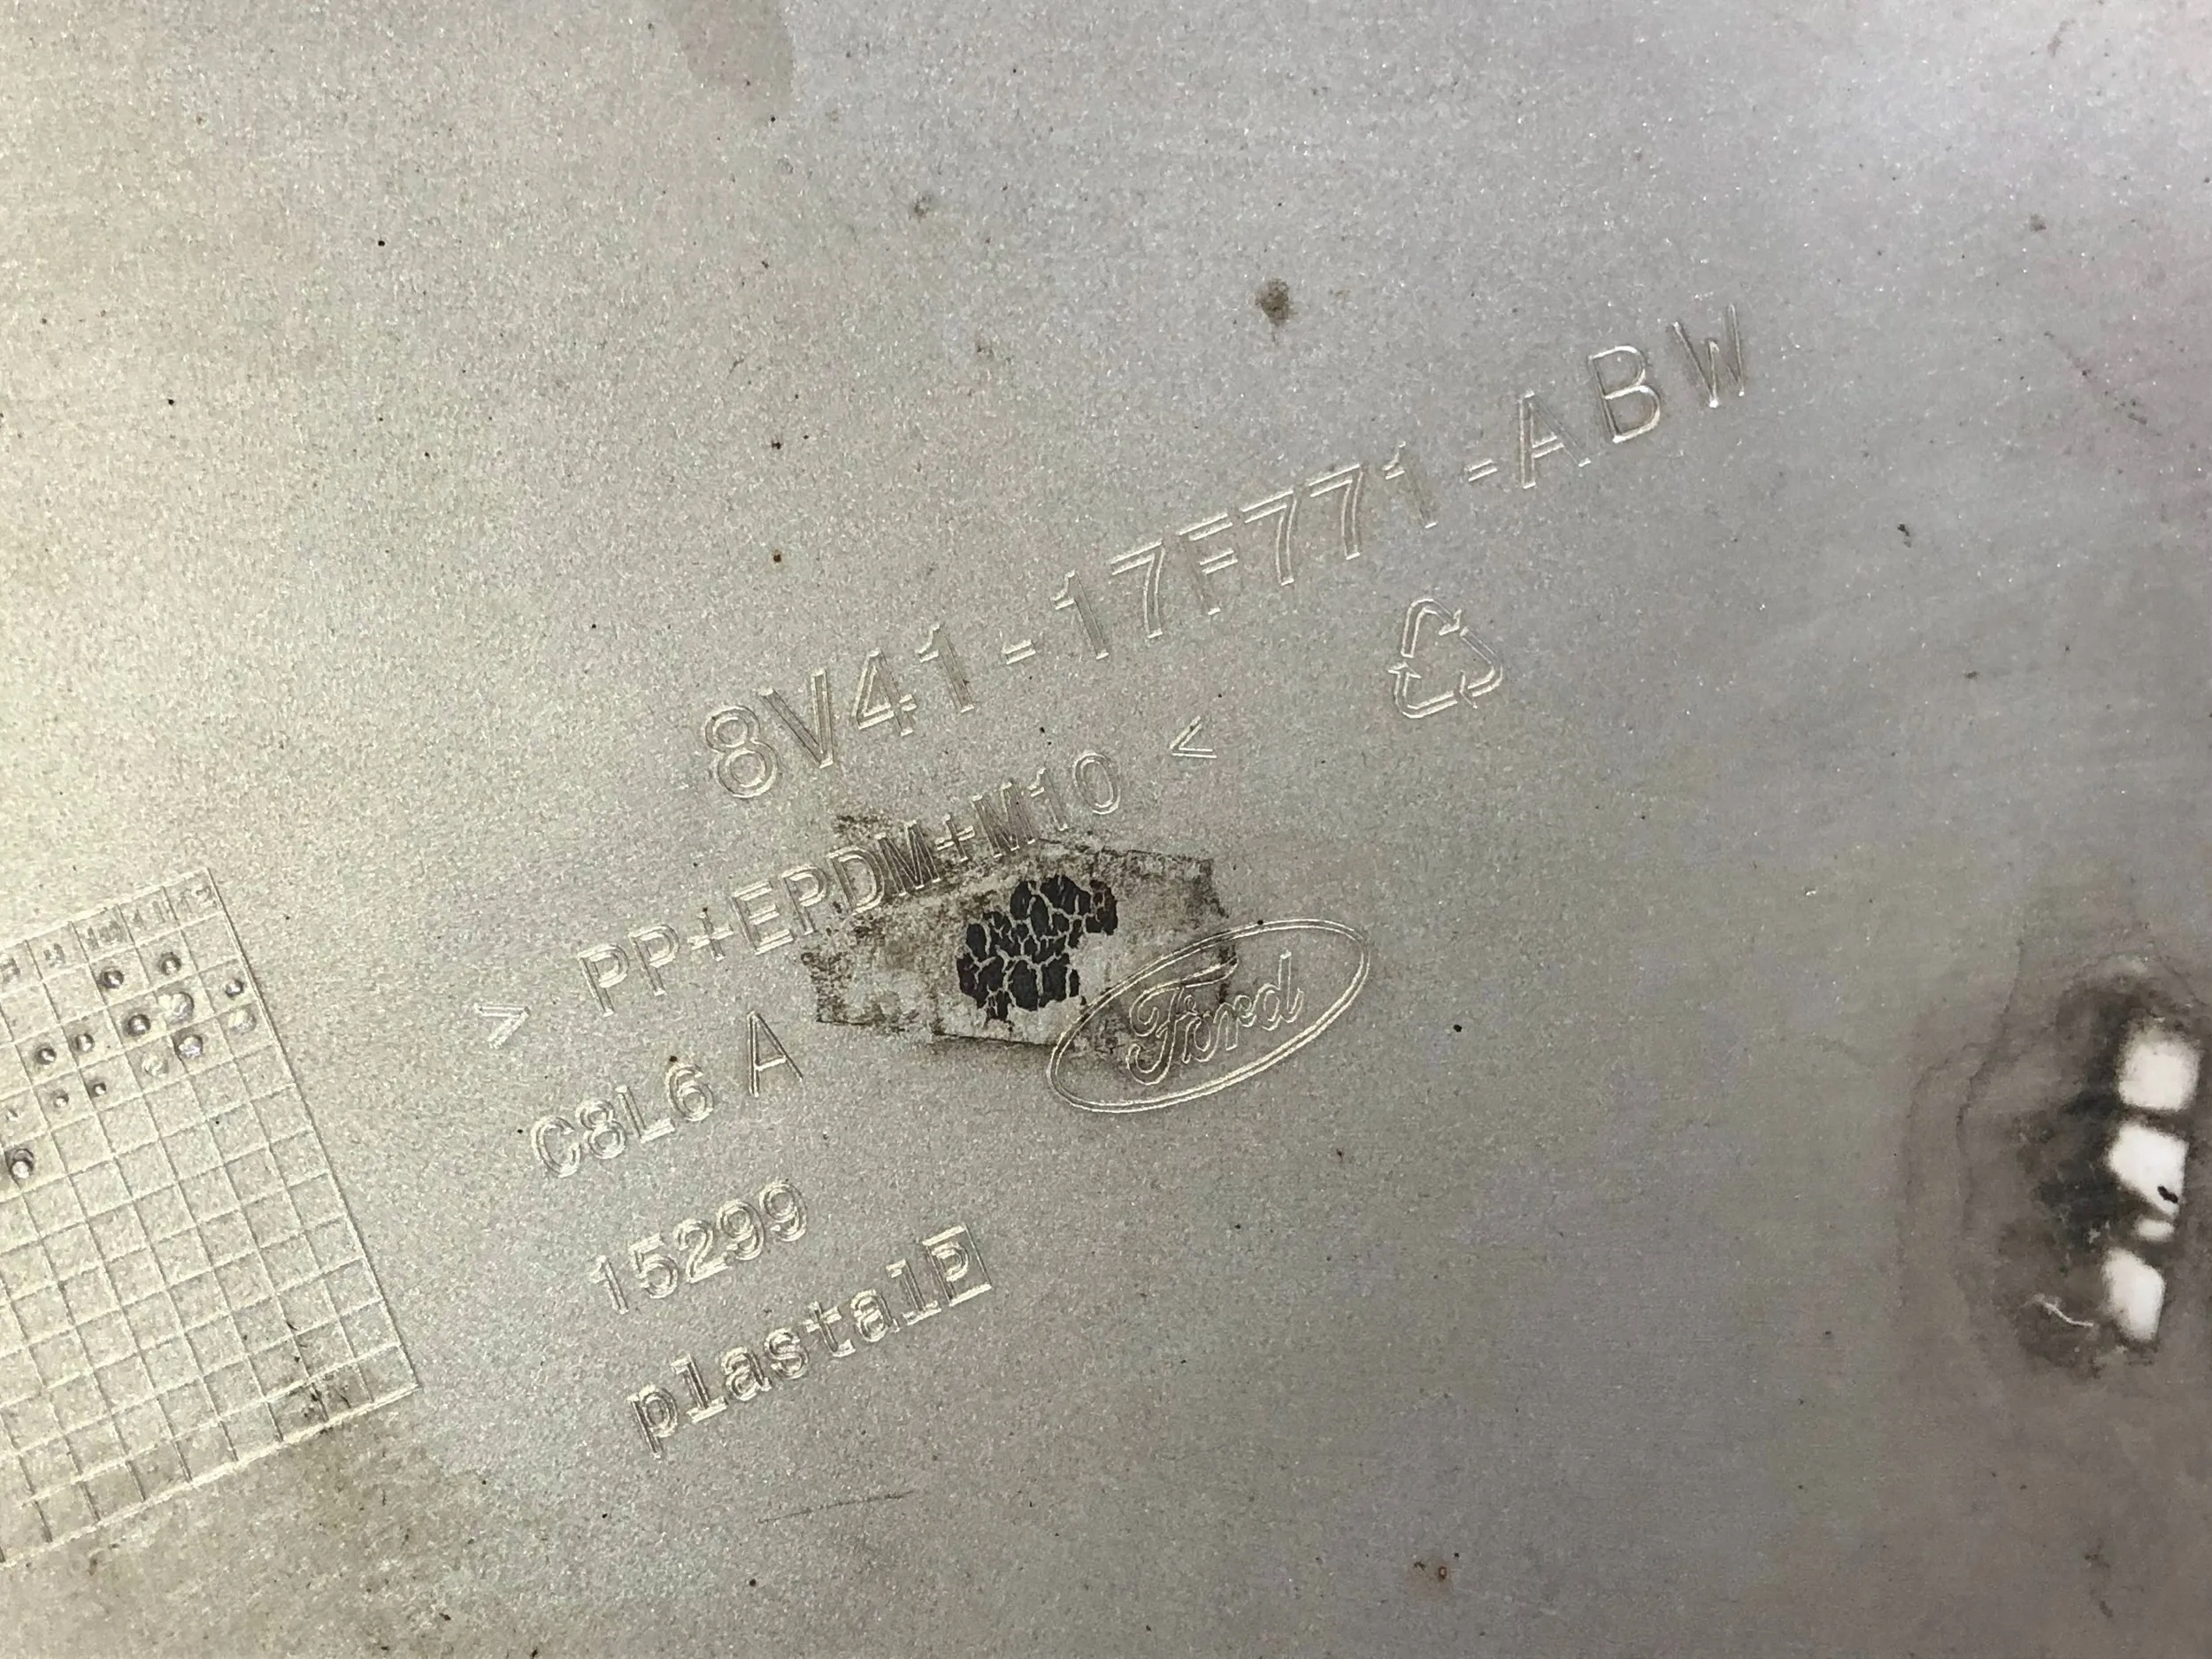 8V41-17F771-ABW
> PP+EPDM+M10 <
C8L6 A
Ford
15299
plastal P